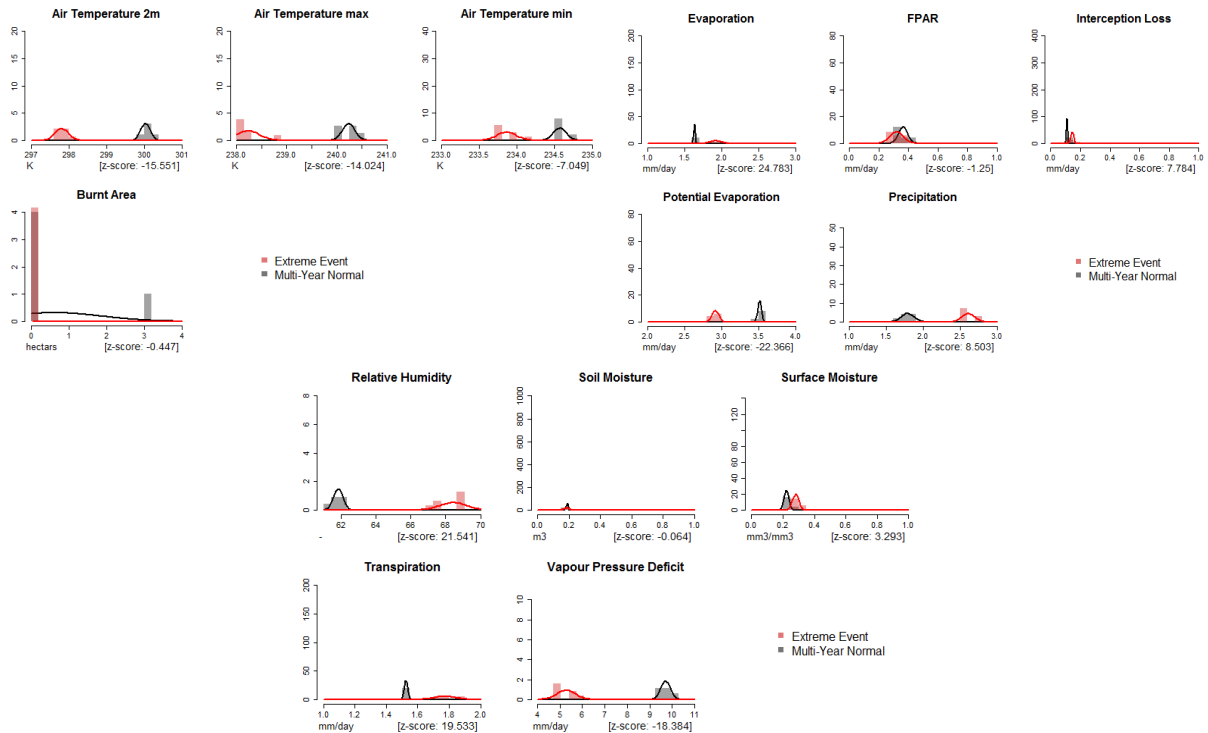 Air Temperature 2m
20
15
10
5
0
297 298 299 300 301
K [z-score: -15.551]
Air Temperature max
20
15
10
5
0
238.0 239.0 240.0 241.0
K [z-score: -14.024]
Air Temperature min
40
30
20
10
0
233.0 233.5 234.0 234.5 235.0
K [z-score: -7.049]
Evaporation
200
150
100
50
0
1.0 1.5 2.0 2.5 3.0
mm/day [z-score: 24.783]
FPAR
80
60
40
20
0
0.0 0.2 0.4 0.6 0.8 1.0
mm/day [z-score: -1.25]
Interception Loss
400
300
200
100
0
0.0 0.2 0.4 0.6 0.8 1.0
mm/day [z-score: 7.784]
Burnt Area
4
3
2
1
0
0 1 2 3 4
hectars [z-score: -0.447]
Extreme Event
Multi-Year Normal
Potential Evaporation
80
60
40
20
0
2.0 2.5 3.0 3.5 4.0
mm/day [z-score: -22.366]
Precipitation
50
40
30
20
10
0
1.0 1.5 2.0 2.5 3.0
mm/day [z-score: 8.503]
Extreme Event
Multi-Year Normal
Relative Humidity
8
6
4
2
0
62 64 66 68 70
- [z-score: 21.541]
Soil Moisture
1000
800
600
400
200
0
0.0 0.2 0.4 0.6 0.8 1.0
m3 [z-score: -0.064]
Surface Moisture
120
80
60
40
20
0
0.0 0.2 0.4 0.6 0.8 1.0
mm3/mm3 [z-score: 3.293]
Transpiration
200
150
100
50
0
1.0 1.2 1.4 1.6 1.8 2.0
mm/day [z-score: 19.533]
Vapour Pressure Deficit
10
8
6
4
2
0
4 5 6 7 8 9 10 11
mm/day [z-score: -18.384]
Extreme Event
Multi-Year Normal